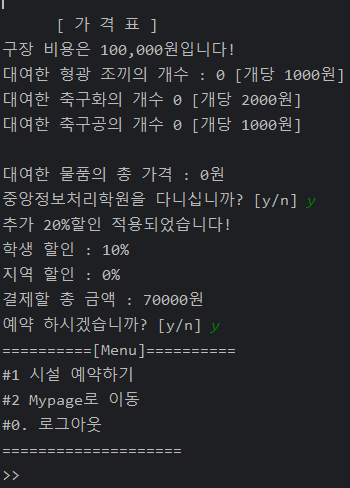 [ 가 격 표 ]
구장 비용은 100,000원입니다!
대여한 형광 조끼의 개수 : 0 [개당 1000원]
대여한 축구화의 개수 0 [개당 2000원]
대여한 축구공의 개수 0 [개당 1000원]
대여한 물품의 총 가격 : 0원
중앙정보처리학원을 다니십니까? [y/n] y
추가 20%할인 적용되었습니다!
학생 할인 : 10%
지역 할인 : 0%
결제할 총 금액 : 70000원
예약 하시겠습니까? [y/n] y
==========[Menu]==========
#1 시설 예약하기
#2 Mypage로 이동
#0. 로그아웃
====================
>>